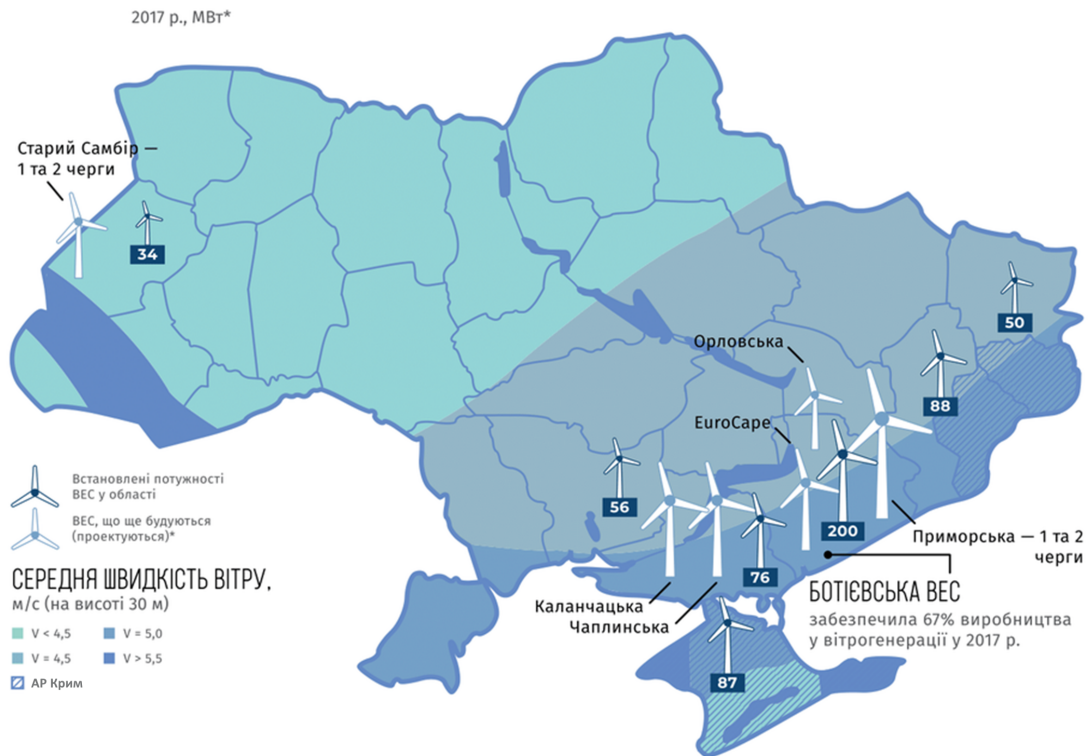 2017 р., МВт*
Старий Самбір —
1 та 2 черги
34
50
Орловська
88
EuroCape
56
200
Приморська — 1 та 2
черги
76
Каланчацька
Чаплинська
87
БОТІЄВСЬКА ВЕС
забезпечила 67% виробництва
у вітрогенерації у 2017 р.
Встановлені потужності
ВЕС у області
ВЕС, що ще будуються
(проектуються)*
СЕРЕДНЯ ШВИДКІСТЬ ВІТРУ,
м/с (на висоті 30 м)
V < 4,5
V = 5,0
V = 4,5
V > 5,5
АР Крим